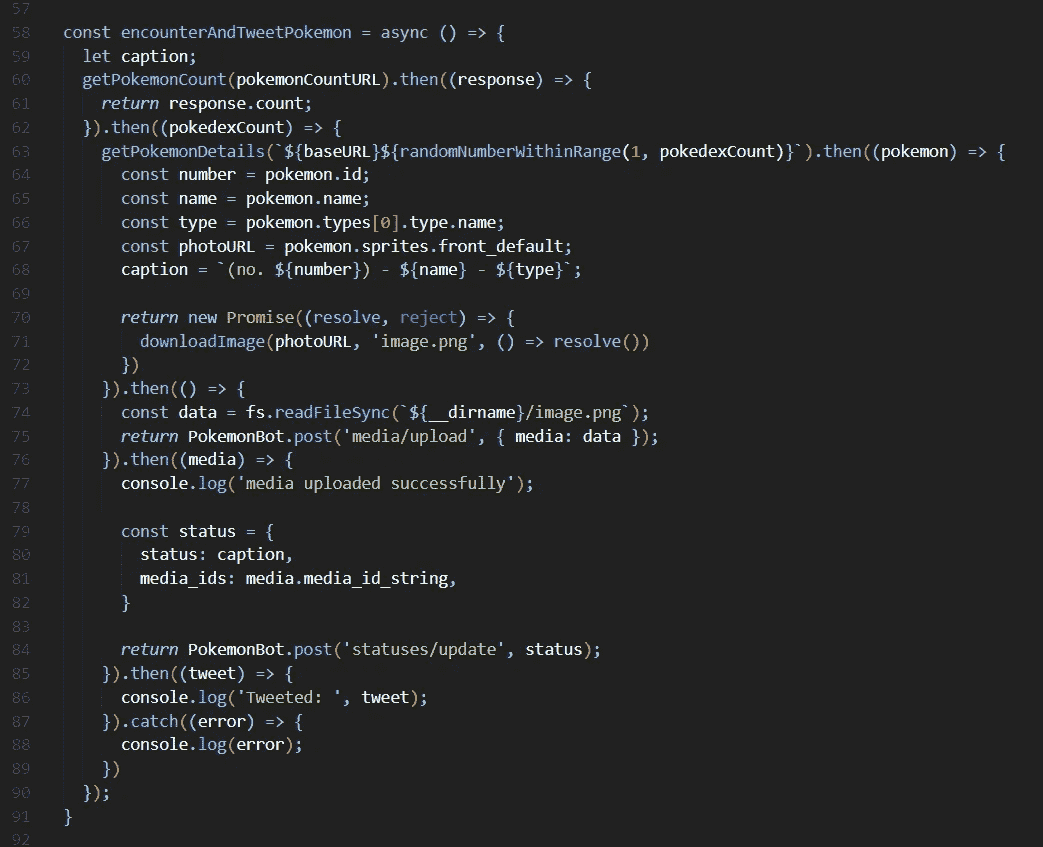 57
58 const encounterAndTweetPokemon = async () => {
59 let caption;
60 getPokemonCount(pokemonCountURL).then((response) => {
61 return response.count;
62 }).then((pokedexCount) => {
63 getPokemonDetails(`${baseURL}${randomNumberWithinRange(1, pokedexCount)}`).then((pokemon) => {
64 const number = pokemon.id;
65 const name = pokemon.name;
66 const type = pokemon.types[0].type.name;
67 const photoURL = pokemon.sprites.front_default;
68 caption = `(no. ${number}) - ${name} - ${type}`;
69
70 return new Promise((resolve, reject) => {
71 downloadImage(photoURL, 'image.png', () => resolve())
72 })
73 }).then(() => {
74 const data = fs.readFileSync(`${__dirname}/image.png`);
75 return PokemonBot.post('media/upload', { media: data });
76 }).then((media) => {
77 console.log('media uploaded successfully');
78
79 const status = {
80 status: caption,
81 media_ids: media.media_id_string,
82 }
83
84 return PokemonBot.post('statuses/update', status);
85 }).then((tweet) => {
86 console.log('Tweeted: ', tweet);
87 }).catch((error) => {
88 console.log(error);
89 })
90 });
91 }
92